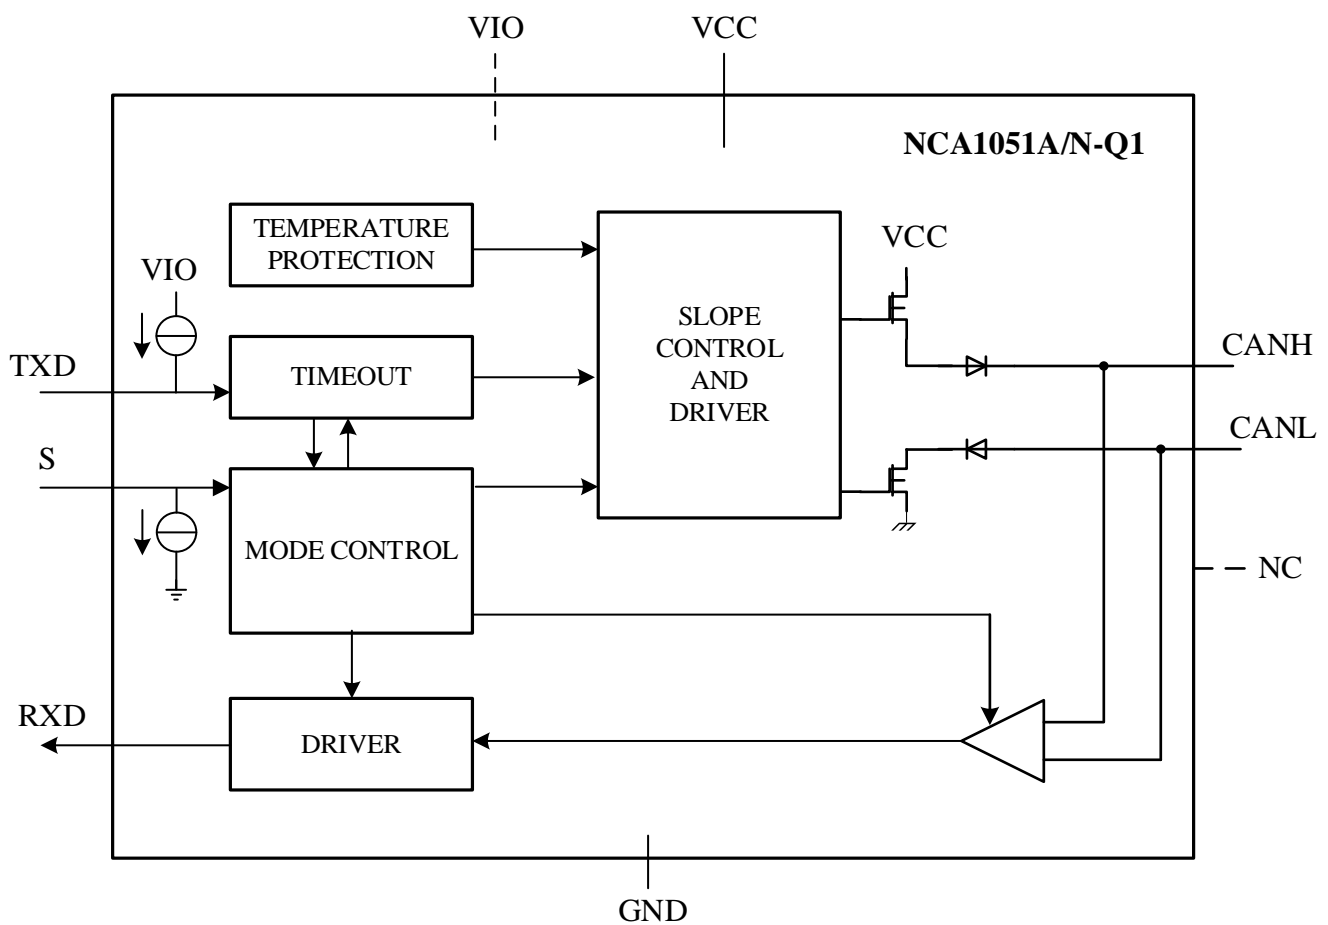 VIO
VCC
NCA1051A/N-Q1
TEMPERATURE
PROTECTION
VIO
TXD
TIMEOUT
S
MODE CONTROL
RXD
DRIVER
SLOPE
CONTROL
AND
DRIVER
VCC
CANH
CANL
NC
GND